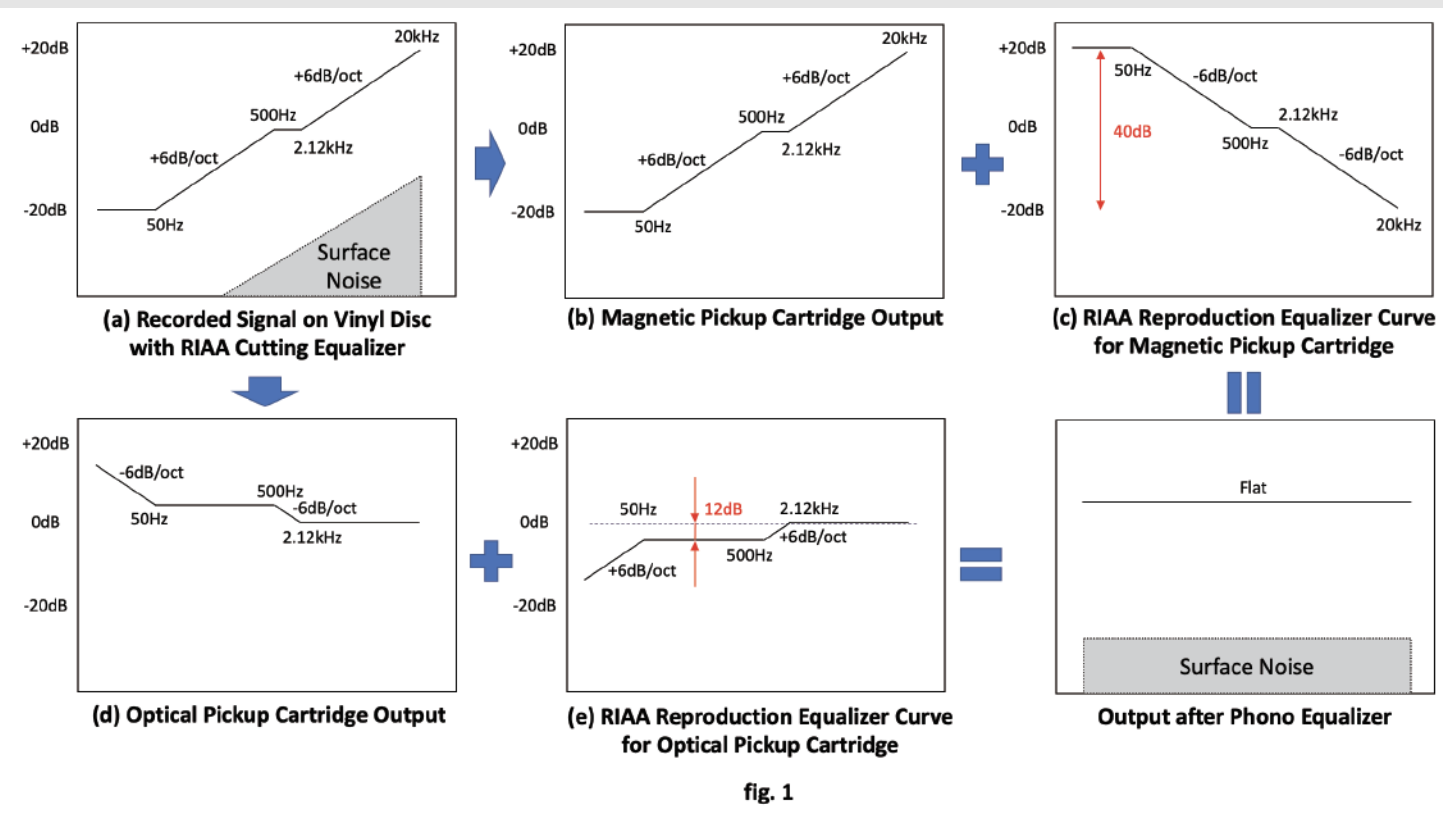 +20dB
0dB
-20dB
20kHz
+6dB/oct
500Hz
2.12kHz
+6dB/oct
50Hz
Surface
Noise
(a) Recorded Signal on Vinyl Disc
with RIAA Cutting Equalizer
+20dB
0dB
-20dB
20kHz
+6dB/oct
500Hz
2.12kHz
+6dB/oct
50Hz
(b) Magnetic Pickup Cartridge Output
+20dB
0dB
-20dB
50Hz
-6dB/oct
40dB
2.12kHz
500Hz
-6dB/oct
20kHz
(c) RIAA Reproduction Equalizer Curve
for Magnetic Pickup Cartridge
+20dB
0dB
-20dB
-6dB/oct
50Hz
500Hz
-6dB/oct
2.12kHz
(d) Optical Pickup Cartridge Output
+20dB
0dB
-20dB
50Hz
12dB
2.12kHz
+6dB/oct
500Hz
+6dB/oct
(e) RIAA Reproduction Equalizer Curve
for Optical Pickup Cartridge
Flat
Surface Noise
Output after Phono Equalizer
fig. 1